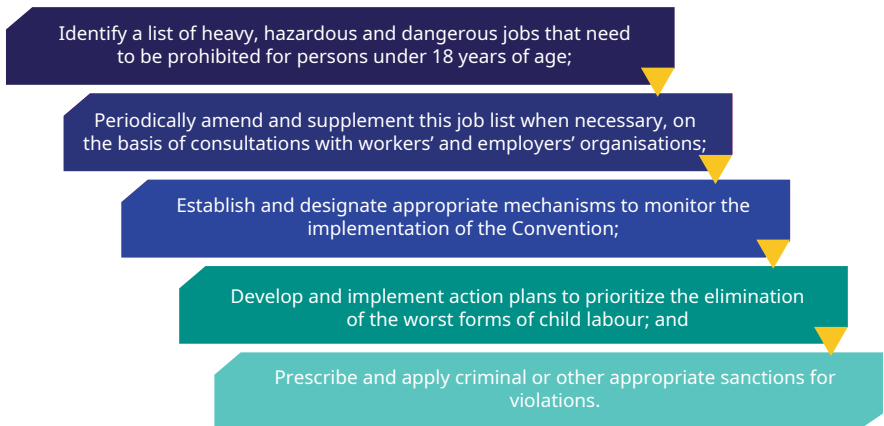 Identify a list of heavy, hazardous and dangerous jobs that need
to be prohibited for persons under 18 years of age;
Periodically amend and supplement this job list when necessary, on
the basis of consultations with workers’ and employers’ organisations;
Establish and designate appropriate mechanisms to monitor the
implementation of the Convention;
Develop and implement action plans to prioritize the elimination
of the worst forms of child labour; and
Prescribe and apply criminal or other appropriate sanctions for
violations.